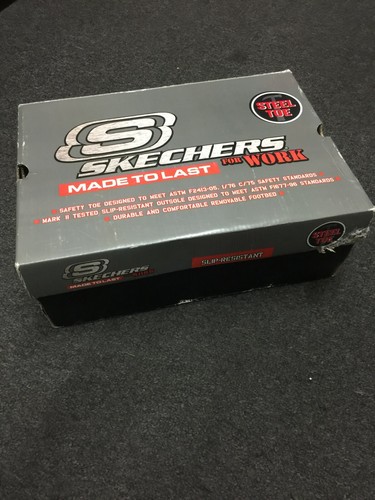 STEEL
TOE
S
SKECHERS
FOR WORK
MADE TO LAST
SAFETY TOE DESIGNED TO MEET ASTM F2413-05, I/75 C/75 SAFETY STANDARDS
MARK II TESTED SLIP-RESISTANT OUTSOLE DESIGNED TO MEET ASTM F1677-96 STANDARDS
DURABLE AND COMFORTABLE REMOVABLE FOOTBED
STEEL
TOE
S
SKECHERS
MADE TO LAST
SLIP-RESISTANT